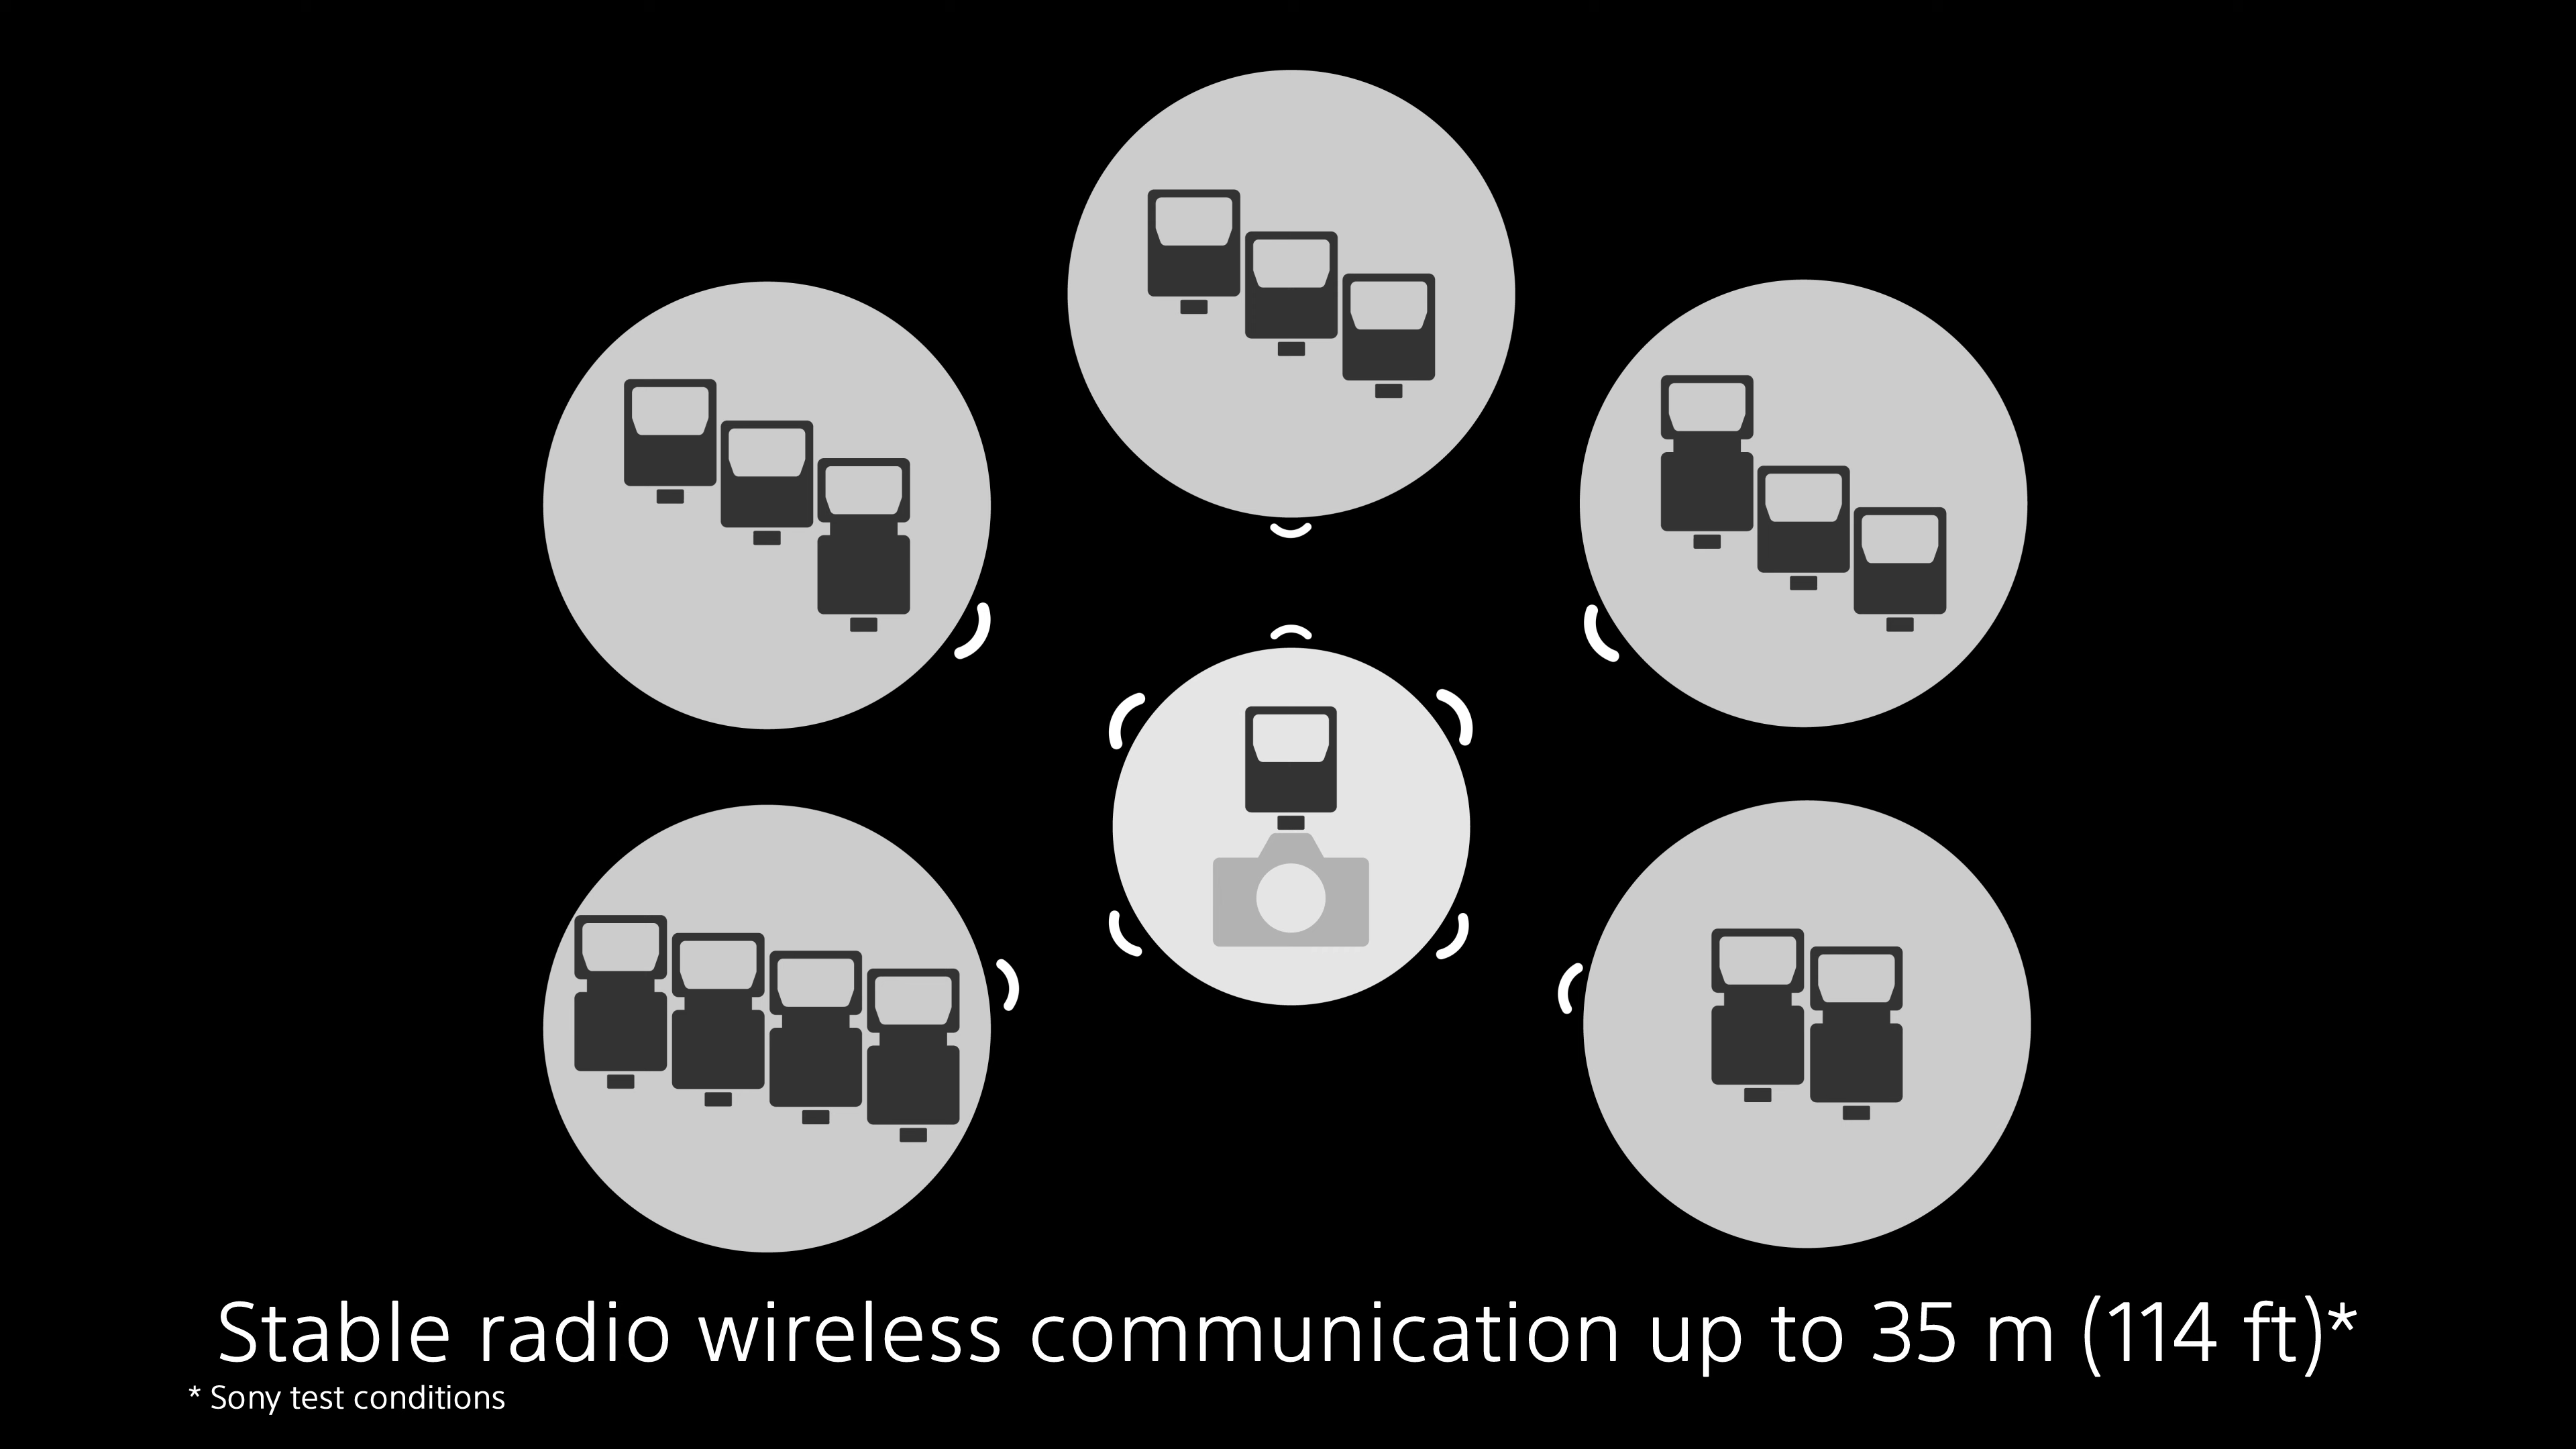 Stable radio wireless communication up to 35 m (114 ft)*
* Sony test conditions